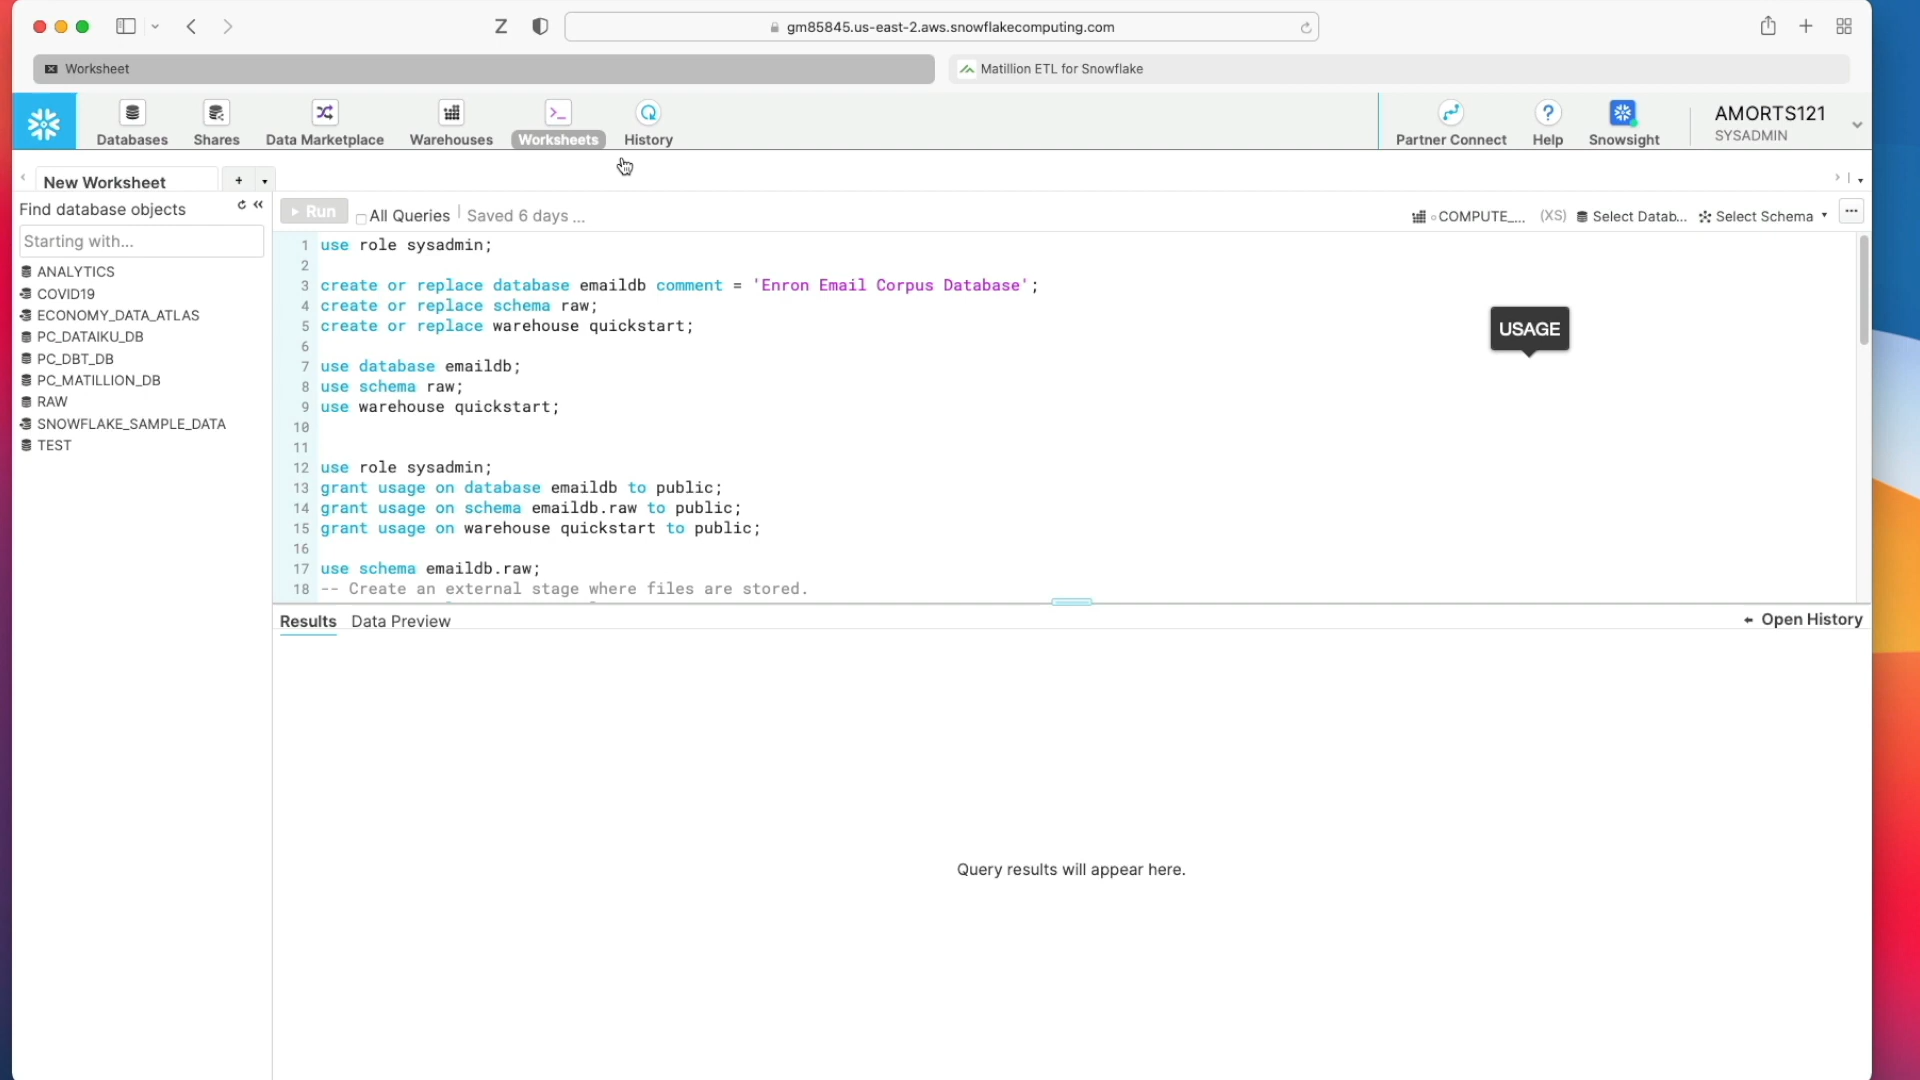 gm85845.us-east-2.aws.snowflakecomputing.com
Worksheet
Matillion ETL for Snowflake
Databases
Shares
Data Marketplace
Warehouses
Worksheets
History
Partner Connect
Help
Snowsight
AMORTS121
SYSADMIN
New Worksheet
Find database objects
Starting with...
ANALYTICS
COVID19
ECONOMY_DATA_ATLAS
PC_DATAIKU_DB
PC_DBT_DB
PC_MATILLION_DB
RAW
SNOWFLAKE_SAMPLE_DATA
TEST
Run
All Queries
Saved 6 days ...
COMPUTE_...
(XS)
Select Datab...
Select Schema
1 use role sysadmin;
2
3 create or replace database emaildb comment = 'Enron Email Corpus Database';
4 create or replace schema raw;
5 create or replace warehouse quickstart;
6
7 use database emaildb;
8 use schema raw;
9 use warehouse quickstart;
10
11
12 use role sysadmin;
13 grant usage on database emaildb to public;
14 grant usage on schema emaildb.raw to public;
15 grant usage on warehouse quickstart to public;
16
17 use schema emaildb.raw;
18 -- Create an external stage where files are stored.
USAGE
Results
Data Preview
Open History
Query results will appear here.